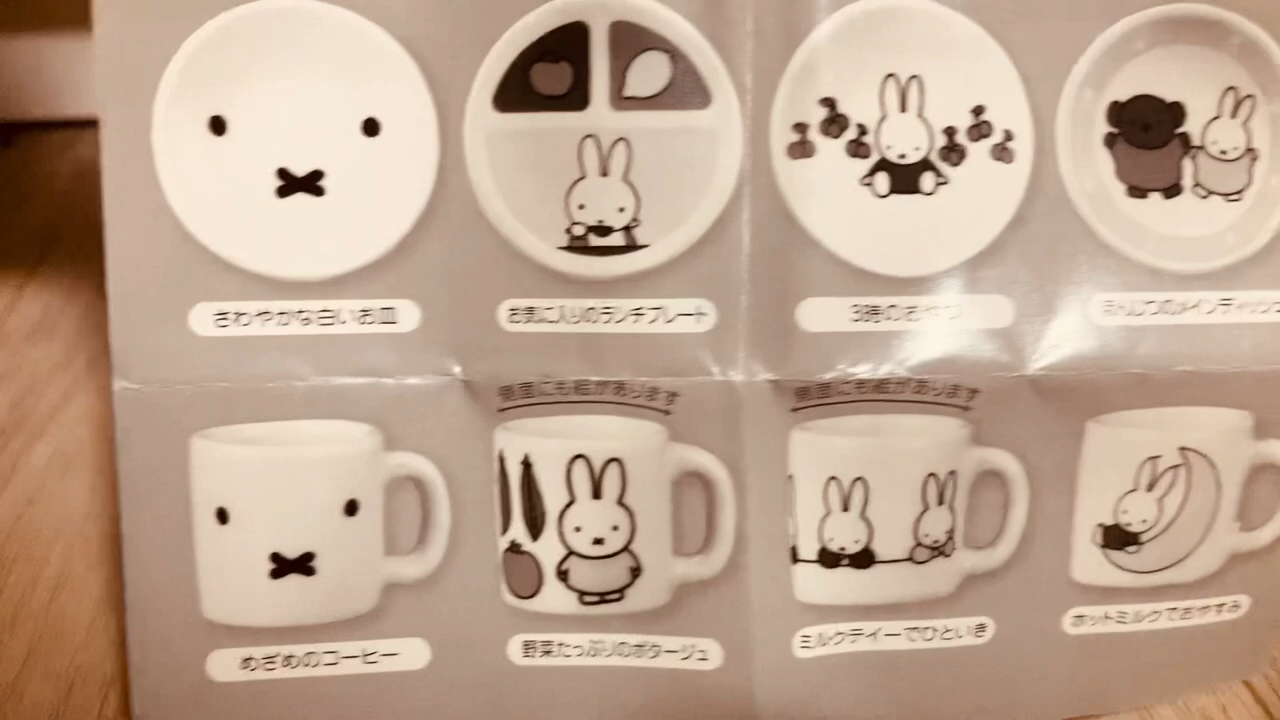 さわやかな白いお皿
お気に入りのランチプレート
3時のおやつ
側面にも絵があります
側面にも絵があります
めざめのコーヒー
野菜たっぷりのポタージュ
ミルクティーでひといき
ホットミルクでおやすみ